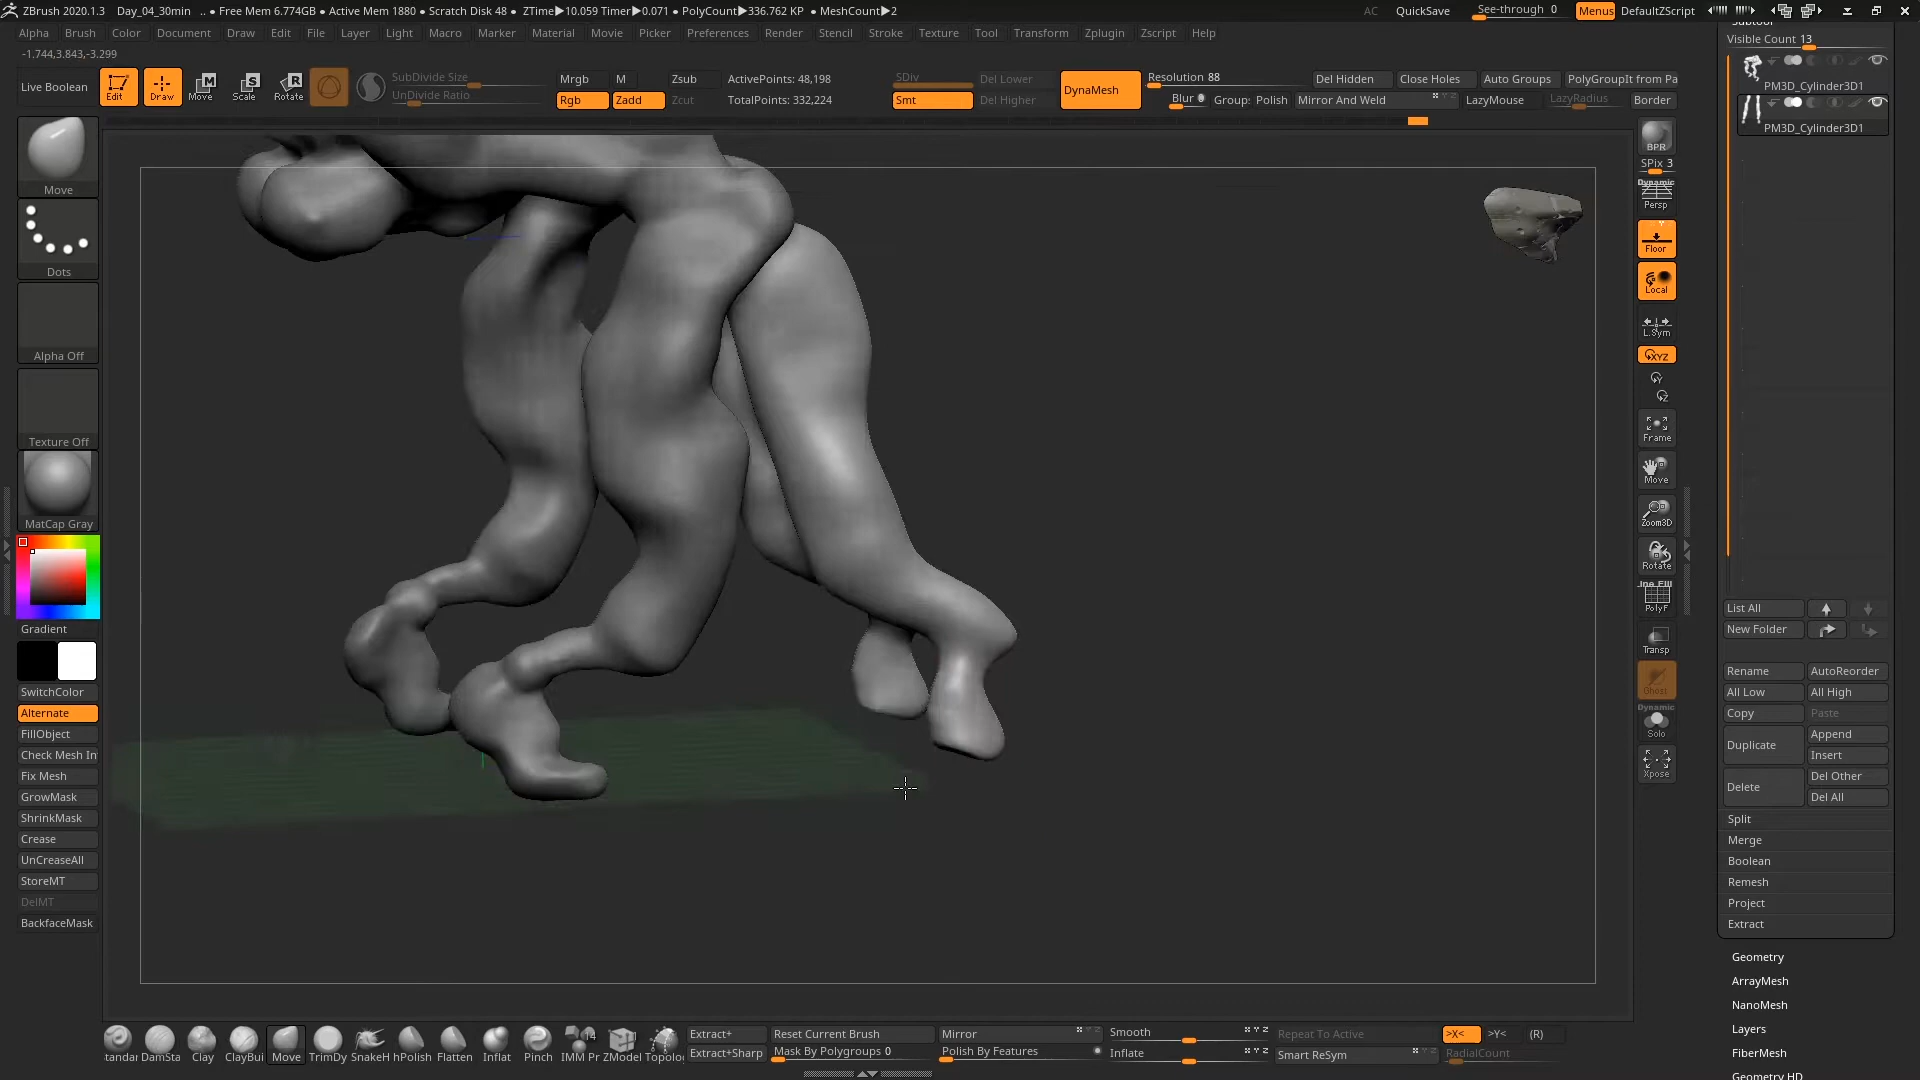 ZBrush 2020.1.3 Day_04_30min .. ● Free Mem 6.774GB ● Active Mem 1880 ● Scratch Disk 48 ● ZTime▶10.059 Timer▶0.071 ● PolyCount▶336.762 KP ● MeshCount▶2 AC QuickSave See-through 0 Menus DefaultZScript
Alpha Brush Color Document Draw Edit File Layer Light Macro Marker Material Movie Picker Preferences Render Stencil Stroke Texture Tool Transform Zplugin Zscript Help
-1.744,3.843,-3.299
Live Boolean
Edit
Draw
Move
Scale
Rotate
SubDivide Size
UnDivide Ratio
Mrgb M Zsub
Rgb Zadd Zcut
ActivePoints: 48,198
TotalPoints: 332,224
SDiv Del Lower
Smt Del Higher
DynaMesh
Resolution 88
Blur Group: Polish
Del Hidden Close Holes Auto Groups PolyGroupIt from Pa
Mirror And Weld LazyMouse LazyRadius Border
Move
Dots
Alpha Off
Texture Off
MatCap Gray
Gradient
SwitchColor
Alternate
FillObject
Check Mesh In
Fix Mesh
GrowMask
ShrinkMask
Crease
UnCreaseAll
StoreMT
DelMT
BackfaceMask
BPR
SPix 3
Dynamic
Persp
Floor
Local
L.Sym
XYZ
Y
Z
Frame
Move
Zoom3D
Rotate
ine Fill
PolyF
Transp
Ghost
Dynamic
Solo
Xpose
Subtool
Visible Count 13
PM3D_Cylinder3D1
PM3D_Cylinder3D1
List All
New Folder
Rename AutoReorder
All Low All High
Copy Paste
Duplicate Append
Insert
Delete Del Other
Del All
Split
Merge
Boolean
Remesh
Project
Extract
Geometry
ArrayMesh
NanoMesh
Layers
FiberMesh
Geometry HD
tandar DamSta Clay ClayBui Move TrimDy SnakeH hPolish Flatten Inflat Pinch IMM Pr ZModel Topolo
14
Extract+ Reset Current Brush Mirror Smooth Repeat To Active >X< >Y< (R)
Extract+Sharp Mask By Polygroups 0 Polish By Features Inflate Smart ReSym RadialCount